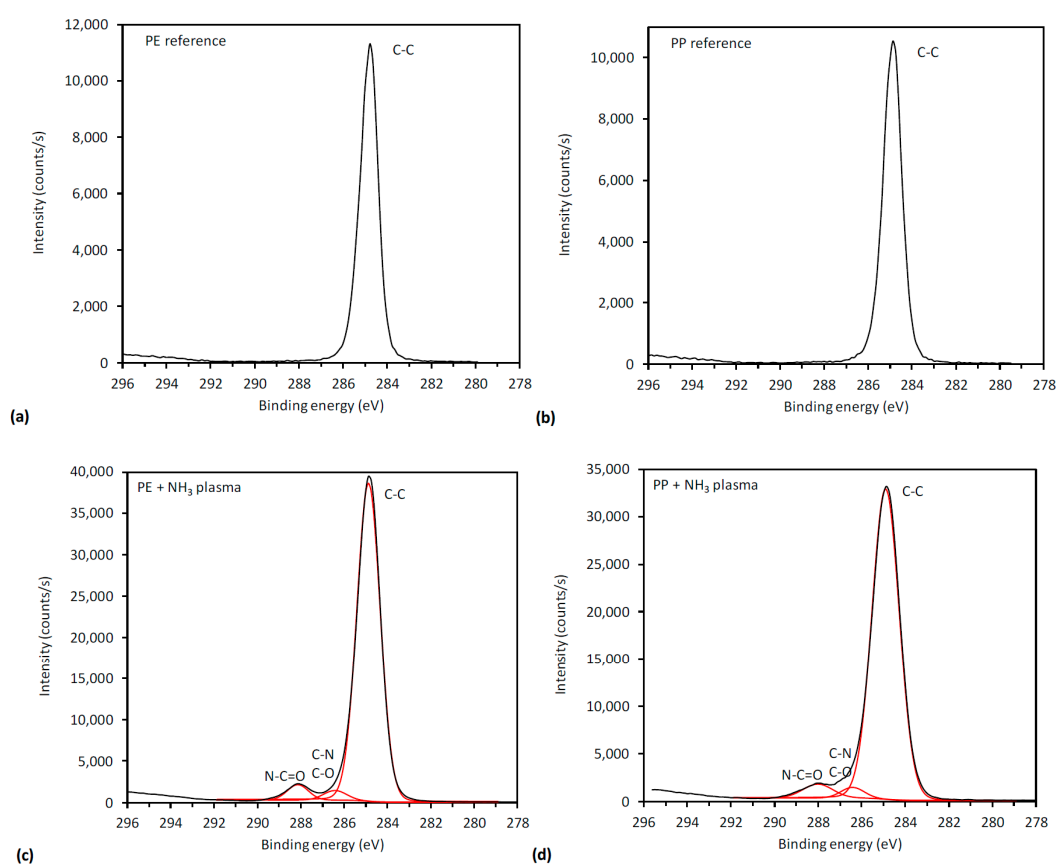 PE reference
C-C
12,000
10,000
8,000
6,000
4,000
2,000
0
Intensity (counts/s)
296 294 292 290 288 286 284 282 280 278
Binding energy (eV)
(a)
PP reference
C-C
10,000
8,000
6,000
4,000
2,000
0
Intensity (counts/s)
296 294 292 290 288 286 284 282 280 278
Binding energy (eV)
(b)
PE + NH₃ plasma
C-C
40,000
35,000
30,000
25,000
20,000
15,000
10,000
5,000
0
Intensity (counts/s)
C-N
N-C=O C-O
296 294 292 290 288 286 284 282 280 278
Binding energy (eV)
(c)
PP + NH₃ plasma
C-C
35,000
30,000
25,000
20,000
15,000
10,000
5,000
0
Intensity (counts/s)
C-N
N-C=O C-O
296 294 292 290 288 286 284 282 280 278
Binding energy (eV)
(d)